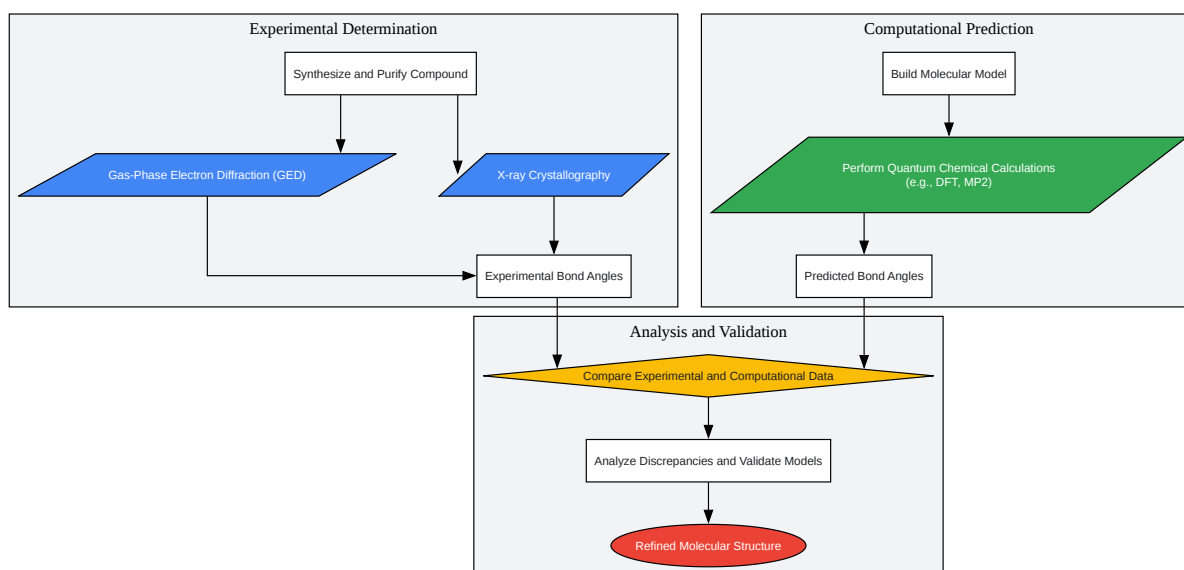 Experimental Determination
Synthesize and Purify Compound
Gas-Phase Electron Diffraction (GED)
X-ray Crystallography
Experimental Bond Angles
Computational Prediction
Build Molecular Model
Perform Quantum Chemical Calculations
(e.g., DFT, MP2)
Predicted Bond Angles
Analysis and Validation
Compare Experimental and Computational Data
Analyze Discrepancies and Validate Models
Refined Molecular Structure